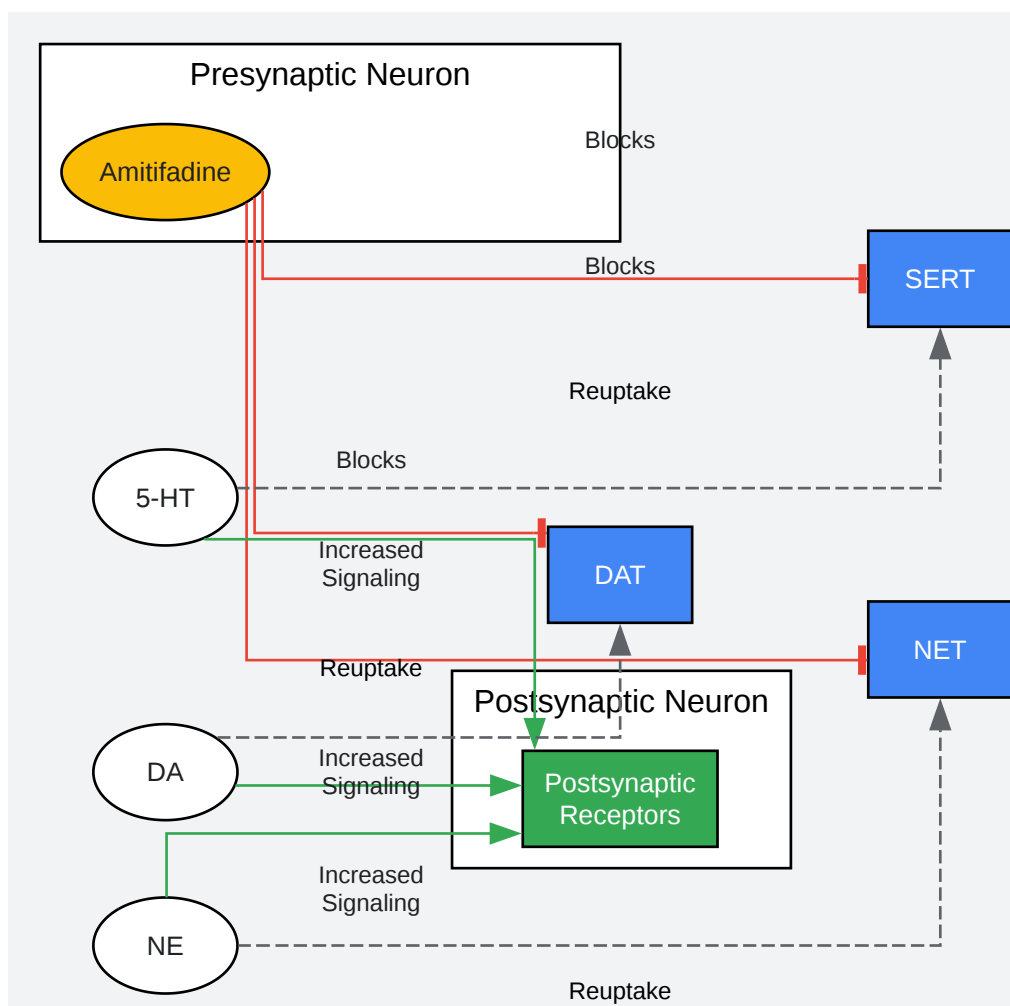 Presynaptic Neuron
Blocks
Amitifadine
Blocks
SERT
Reuptake
Blocks
5-HT
Increased
Signaling
DAT
NET
Reuptake
Postsynaptic Neuron
DA
Increased
Signaling
Postsynaptic
Receptors
Increased
Signaling
NE
Reuptake